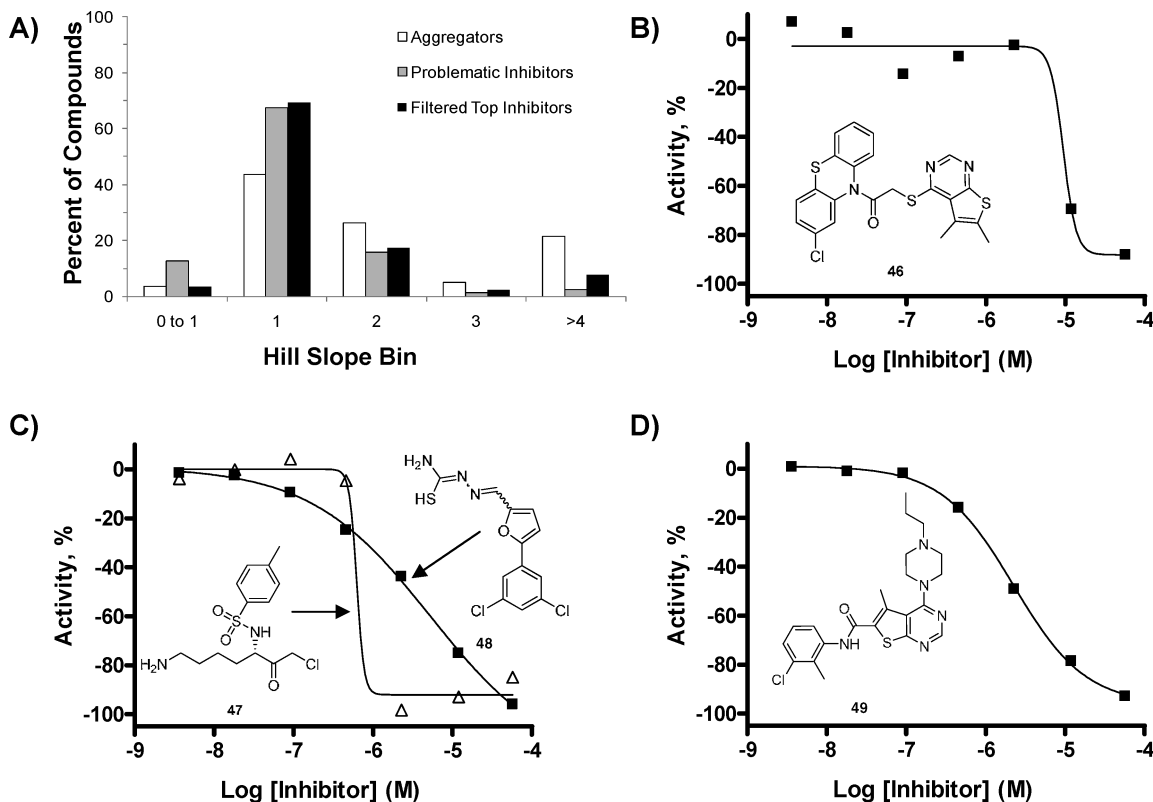 A)
100
80
60
40
20
0
Percent of Compounds
Aggregators
Problematic Inhibitors
Filtered Top Inhibitors
0 to 1 1 2 3 >4
Hill Slope Bin
B)
0
-20
-40
-60
-80
-100
Activity, %
S
N
O
S
N N
S
Cl
46
-9 -8 -7 -6 -5 -4
Log [Inhibitor] (M)
C)
0
-20
-40
-60
-80
-100
Activity, %
H2N
HS
N
N
O
Cl Cl
48
O
S
O
NH
H2N
O
Cl
47
-9 -8 -7 -6 -5 -4
Log [Inhibitor] (M)
D)
0
-20
-40
-60
-80
-100
Activity, %
N
N
O
NH
S
N
N
Cl
49
-9 -8 -7 -6 -5 -4
Log [Inhibitor] (M)